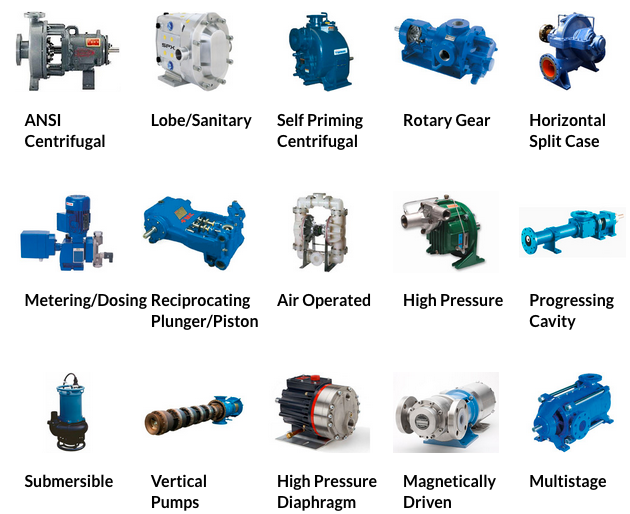 SPX
ANSI
Centrifugal
Lobe/Sanitary
Self Priming
Centrifugal
Rotary Gear
Horizontal
Split Case
Metering/Dosing
Reciprocating
Plunger/Piston
Air Operated
High Pressure
Progressing
Cavity
Submersible
Vertical
Pumps
High Pressure
Diaphragm
Magnetically
Driven
Multistage